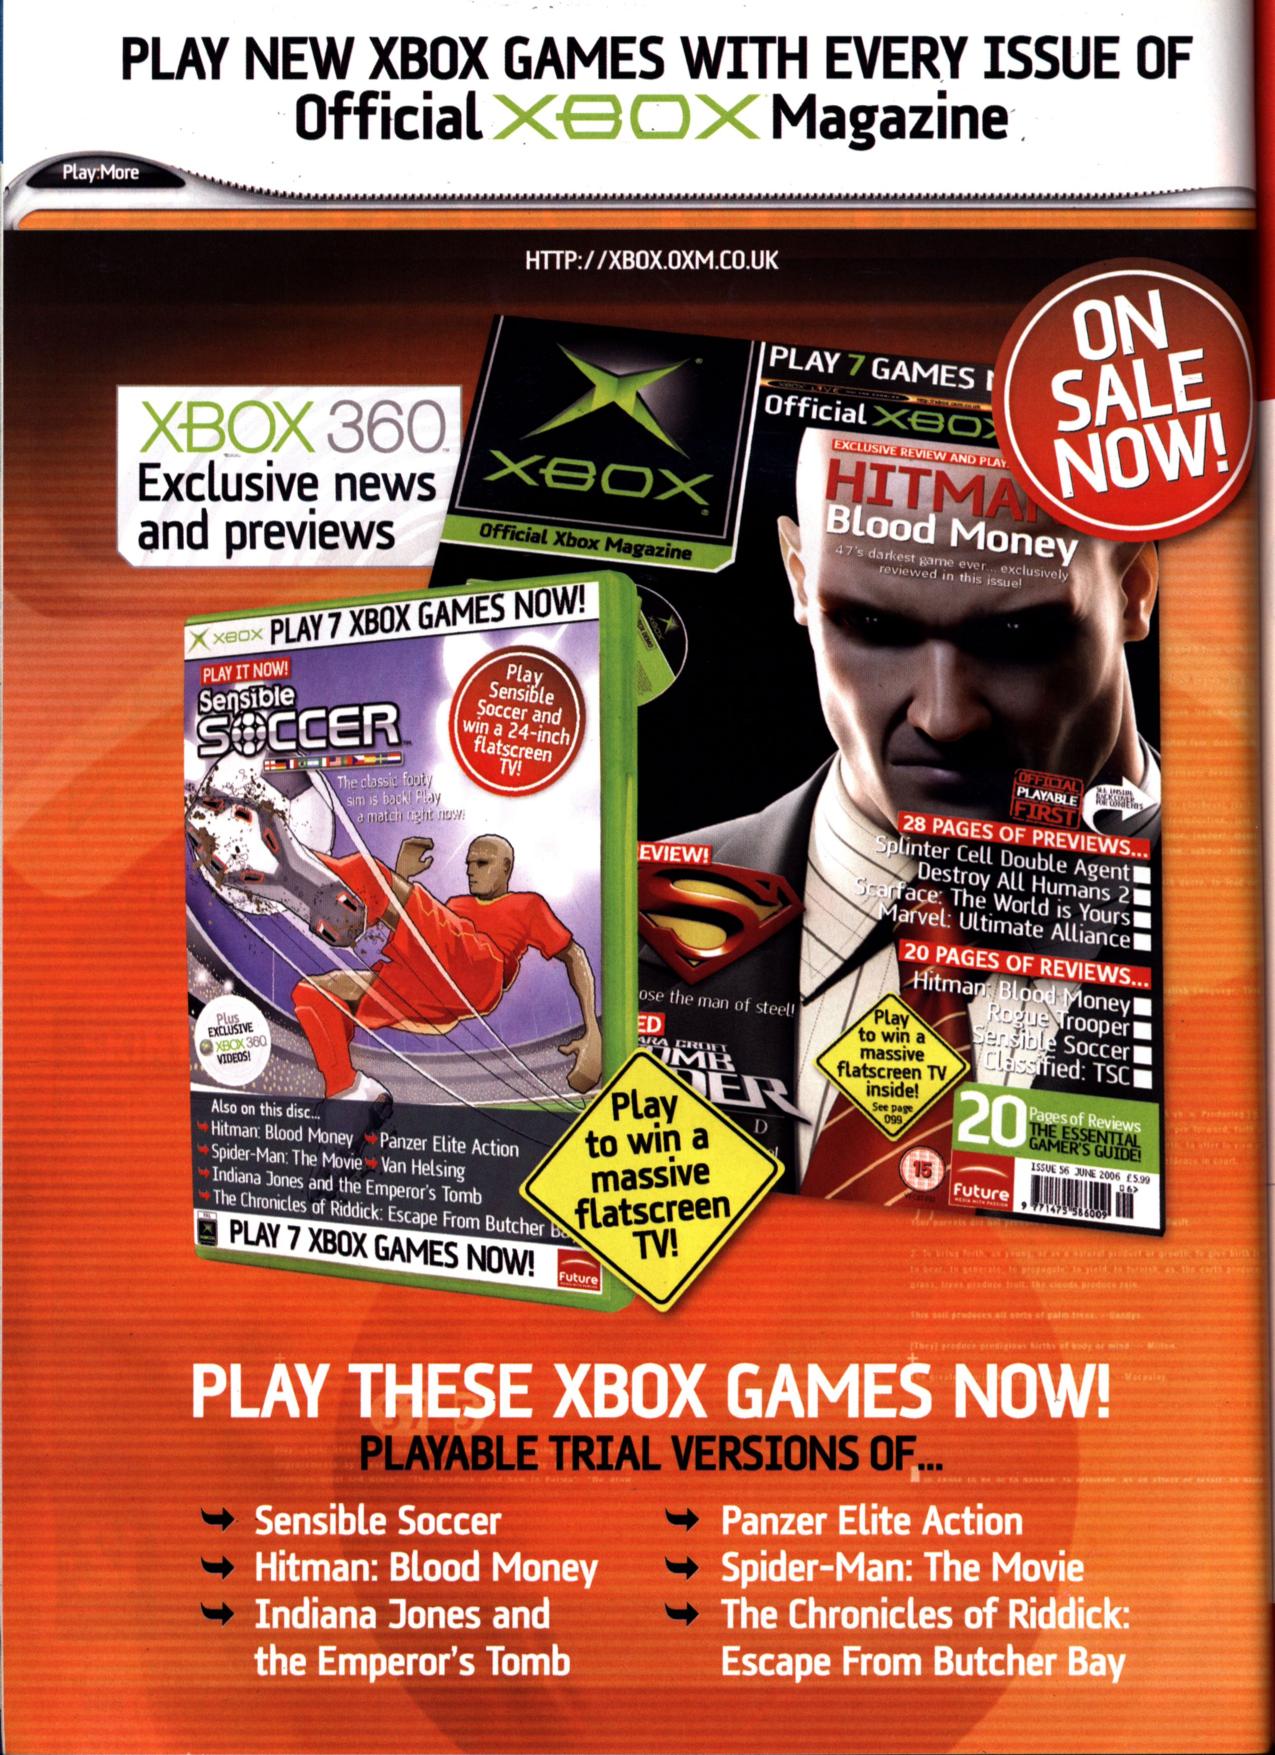 PLAY NEW XBOX GAMES WITH EVERY ISSUE OF
Official XBOX Magazine
Play:More
HTTP://XBOX.OXM.CO.UK
ON
SALE
NOW!
XBOX 360
Exclusive news
and previews
XBOX
Official Xbox Magazine
PLAY 7 GAMES
Official XBOX
EXCLUSIVE REVIEW AND PLAY
HITMAN
Blood Money
47's darkest game ever... exclusively
reviewed in this issue!
OFFICIAL
PLAYABLE
FIRST
28 PAGES OF PREVIEWS...
Splinter Cell Double Agent
Destroy All Humans 2
Scarface: The World is Yours
Marvel: Ultimate Alliance
20 PAGES OF REVIEWS...
Hitman: Blood Money
Rogue Trooper
Sensible Soccer
Classified: TSC
Play
to win a
massive
flatscreen TV
inside!
See page
099
20 Pages of Reviews
THE ESSENTIAL
GAMER'S GUIDE!
ISSUE 56 JUNE 2006 £5.99
15
Future
EVIEW!
ose the man of steel!
ED
ARA CROFT
OMB
DER
XBOX PLAY 7 XBOX GAMES NOW!
PLAY IT NOW!
Sensible
SOCCER
The classic footy
sim is back! Play
a match right now!
Play
Sensible
Soccer and
win a 24-inch
flatscreen
TV!
Plus
EXCLUSIVE
XBOX 360
VIDEOS!
Also on this disc...
Hitman: Blood Money Panzer Elite Action
Spider-Man: The Movie Van Helsing
Indiana Jones and the Emperor's Tomb
The Chronicles of Riddick: Escape From Butcher B
PLAY 7 XBOX GAMES NOW!
Future
Play
to win a
massive
flatscreen
TV!
PLAY THESE XBOX GAMES NOW!
PLAYABLE TRIAL VERSIONS OF...
Sensible Soccer
Hitman: Blood Money
Indiana Jones and
the Emperor's Tomb
Panzer Elite Action
Spider-Man: The Movie
The Chronicles of Riddick:
Escape From Butcher Bay